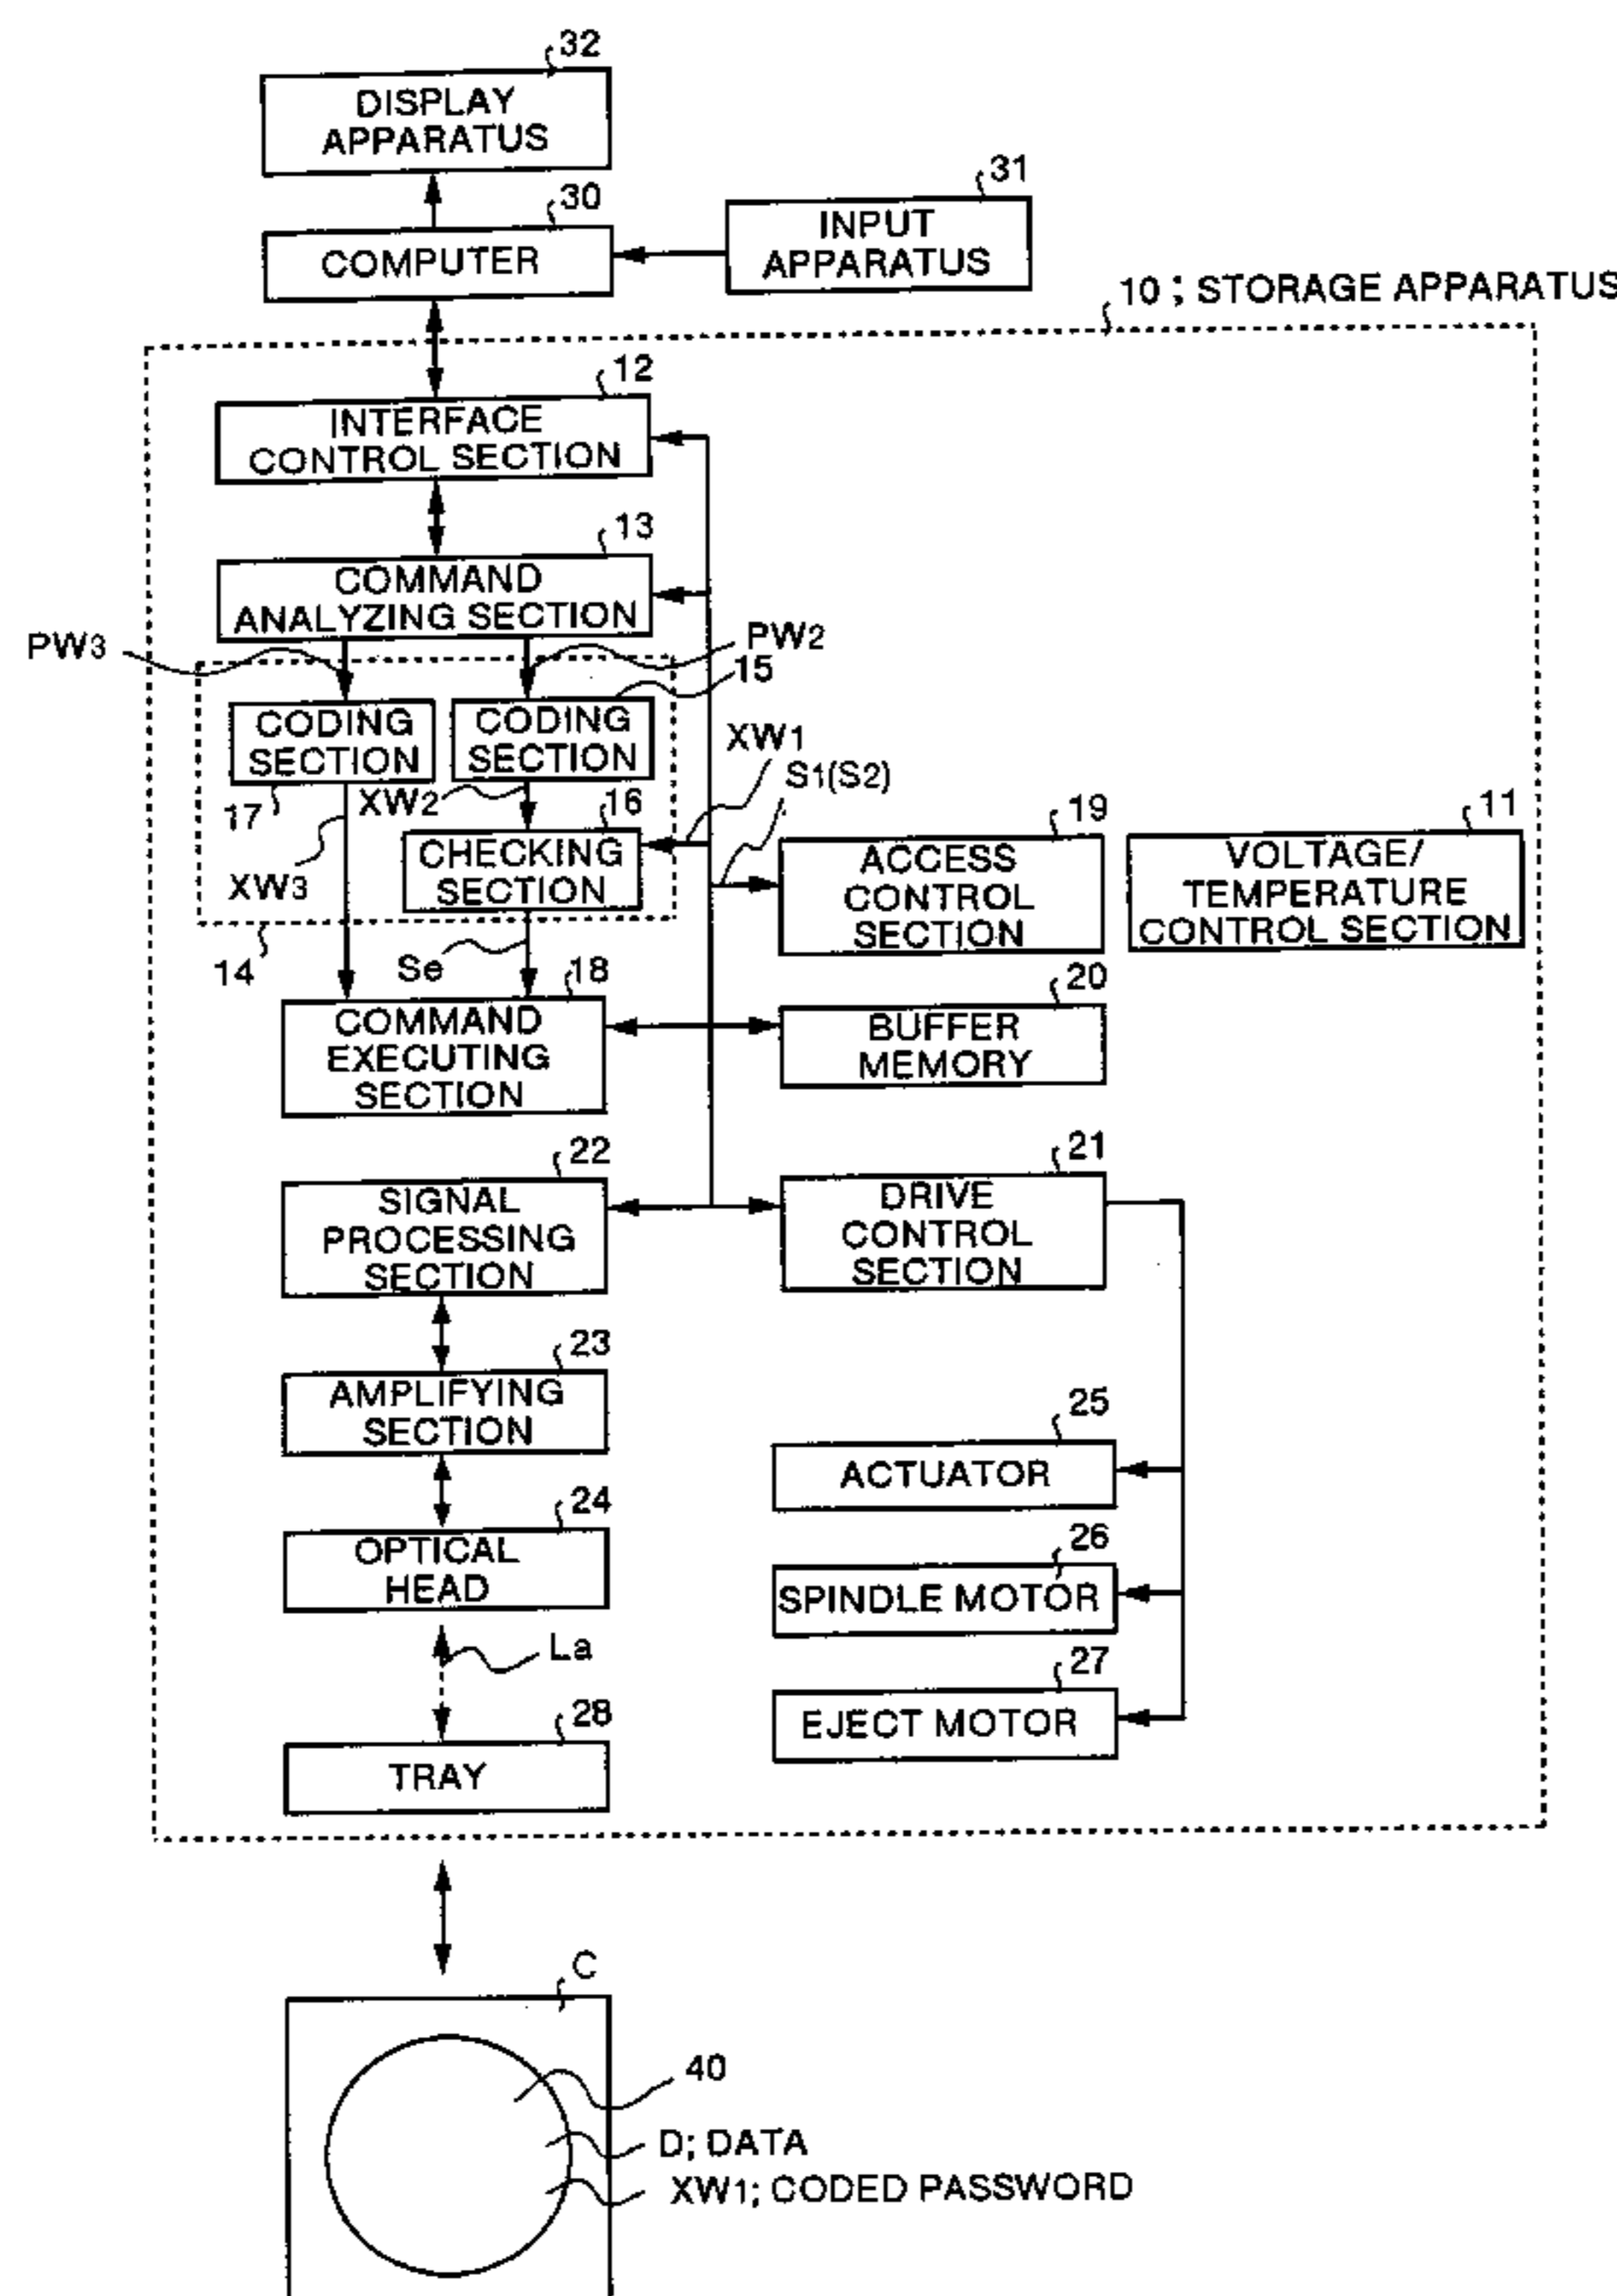 32
DISPLAY
APPARATUS
30
31
COMPUTER
INPUT
APPARATUS
10 ; STORAGE APPARATUS
12
INTERFACE
CONTROL SECTION
13
COMMAND
ANALYZING SECTION
PW3
PW2
15
CODING
SECTION
CODING
SECTION
17
XW2
XW1
S1(S2)
16
XW3
CHECKING
SECTION
19
ACCESS
CONTROL
SECTION
11
VOLTAGE/
TEMPERATURE
CONTROL SECTION
14
Se
18
COMMAND
EXECUTING
SECTION
20
BUFFER
MEMORY
22
SIGNAL
PROCESSING
SECTION
21
DRIVE
CONTROL
SECTION
23
AMPLIFYING
SECTION
25
ACTUATOR
24
OPTICAL
HEAD
26
SPINDLE MOTOR
La
27
EJECT MOTOR
28
TRAY
C
40
D; DATA
XW1; CODED PASSWORD